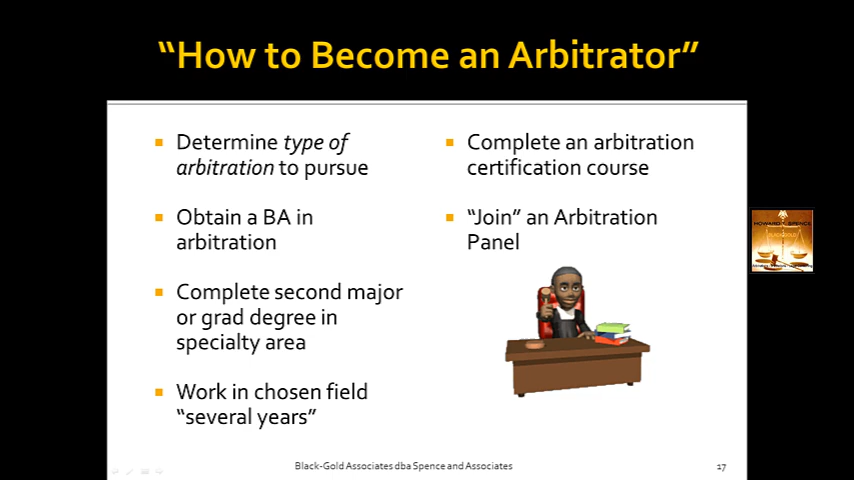 “How to Become an Arbitrator”
Determine type of
arbitration to pursue
Obtain a BA in
arbitration
Complete second major
or grad degree in
specialty area
Work in chosen field
“several years”
Complete an arbitration
certification course
“Join” an Arbitration
Panel
Black-Gold Associates dba Spence and Associates
17